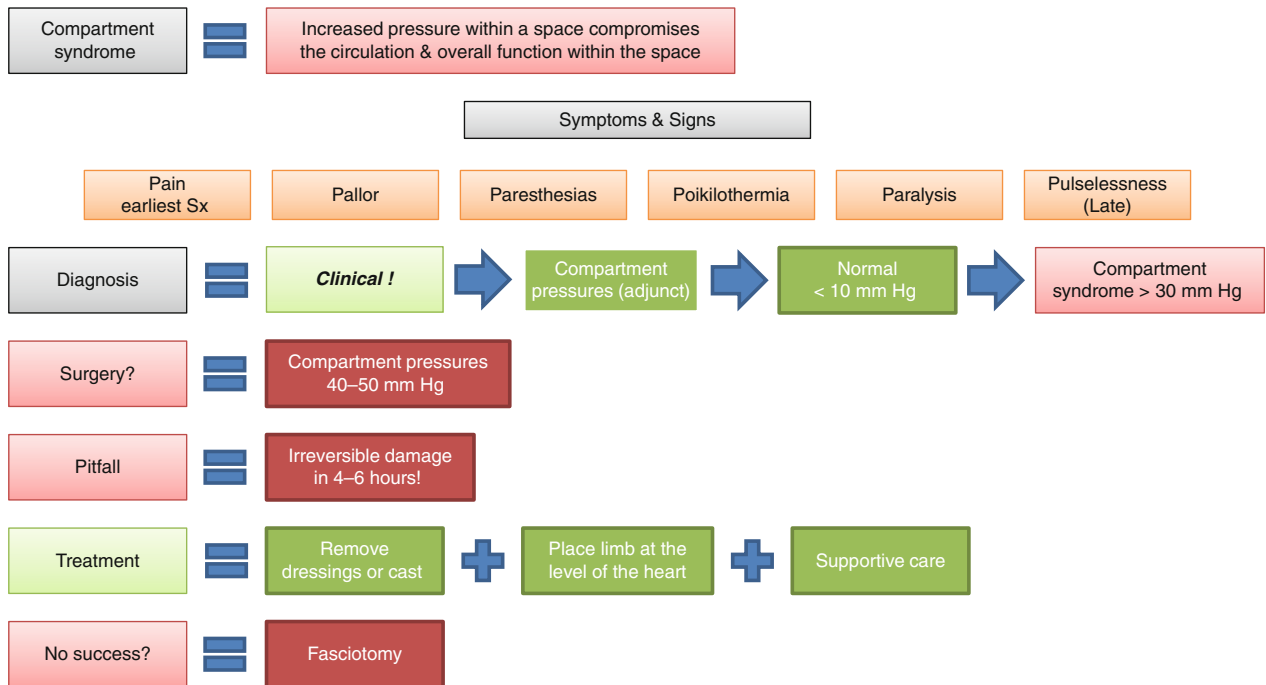 Compartment
syndrome
Increased pressure within a space compromises
the circulation & overall function within the space
Symptoms & Signs
Pain
earliest Sx
Pallor
Paresthesias
Poikilothermia
Paralysis
Pulselessness
(Late)
Diagnosis
Clinical !
Compartment
pressures (adjunct)
Normal
< 10 mm Hg
Compartment
syndrome > 30 mm Hg
Surgery?
Compartment pressures
40–50 mm Hg
Pitfall
Irreversible damage
in 4–6 hours!
Treatment
Remove
dressings or cast
Place limb at the
level of the heart
Supportive care
No success?
Fasciotomy